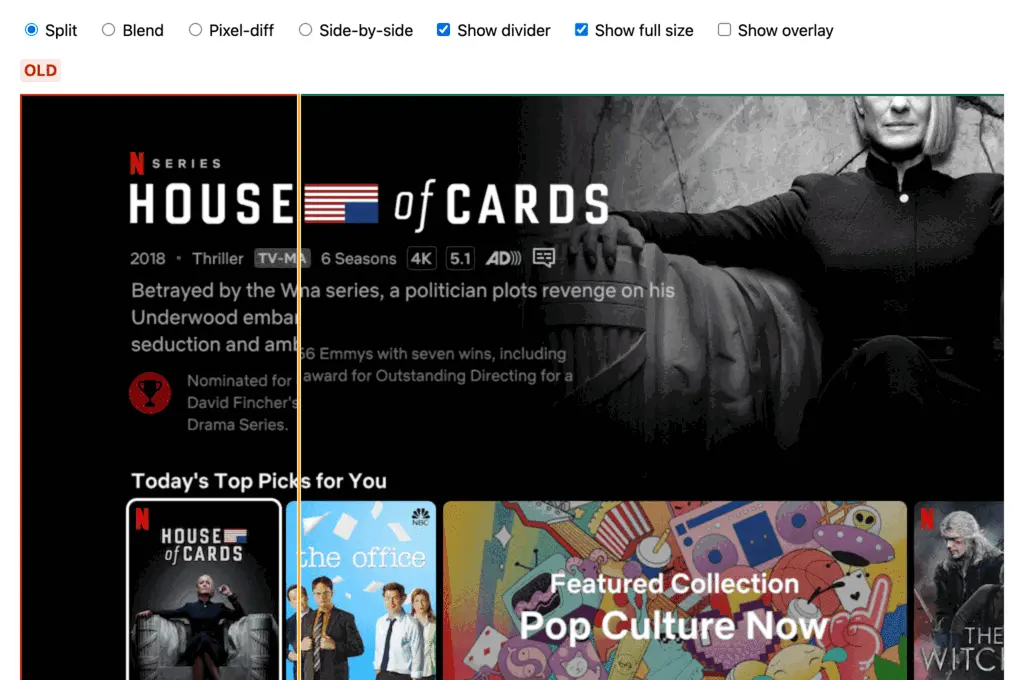 Split Blend Pixel-diff Side-by-side Show divider Show full size Show overlay
OLD
N SERIES
HOUSE of CARDS
2018 • Thriller TV-MA 6 Seasons 4K 5.1 AD))) 
Betrayed by the Wna series, a politician plots revenge on his
Underwood embar
seduction and amb
56 Emmys with seven wins, including
Nominated for award for Outstanding Directing for a
David Fincher's
Drama Series.
Today's Top Picks for You
N
HOUSE
of CARDS
NBC
the office
Featured Collection
Pop Culture Now
N
THE
WITCH